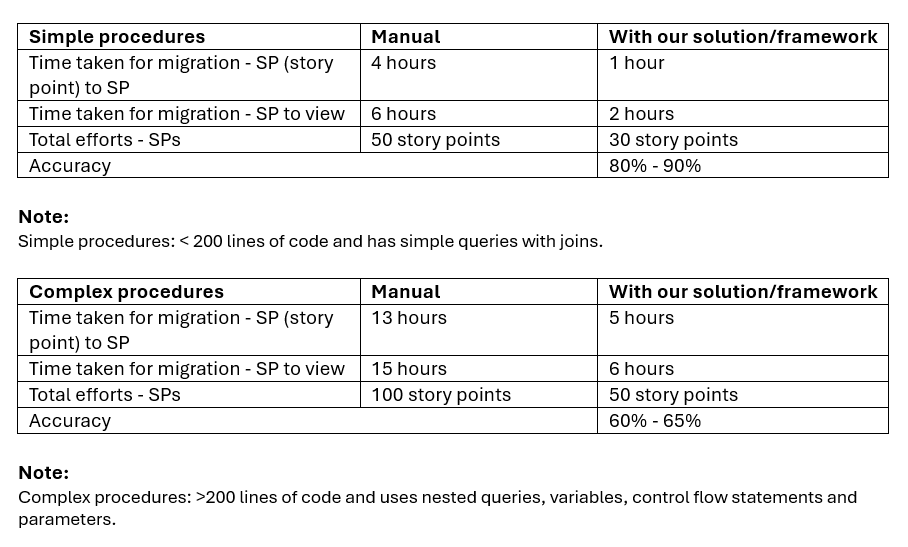 Simple procedures Manual With our solution/framework
Time taken for migration - SP (story 4 hours 1 hour
point) to SP
Time taken for migration - SP to view 6 hours 2 hours
Total efforts - SPs 50 story points 30 story points
Accuracy 80% - 90%
Note:
Simple procedures: < 200 lines of code and has simple queries with joins.
Complex procedures Manual With our solution/framework
Time taken for migration - SP (story 13 hours 5 hours
point) to SP
Time taken for migration - SP to view 15 hours 6 hours
Total efforts - SPs 100 story points 50 story points
Accuracy 60% - 65%
Note:
Complex procedures: >200 lines of code and uses nested queries, variables, control flow statements and
parameters.